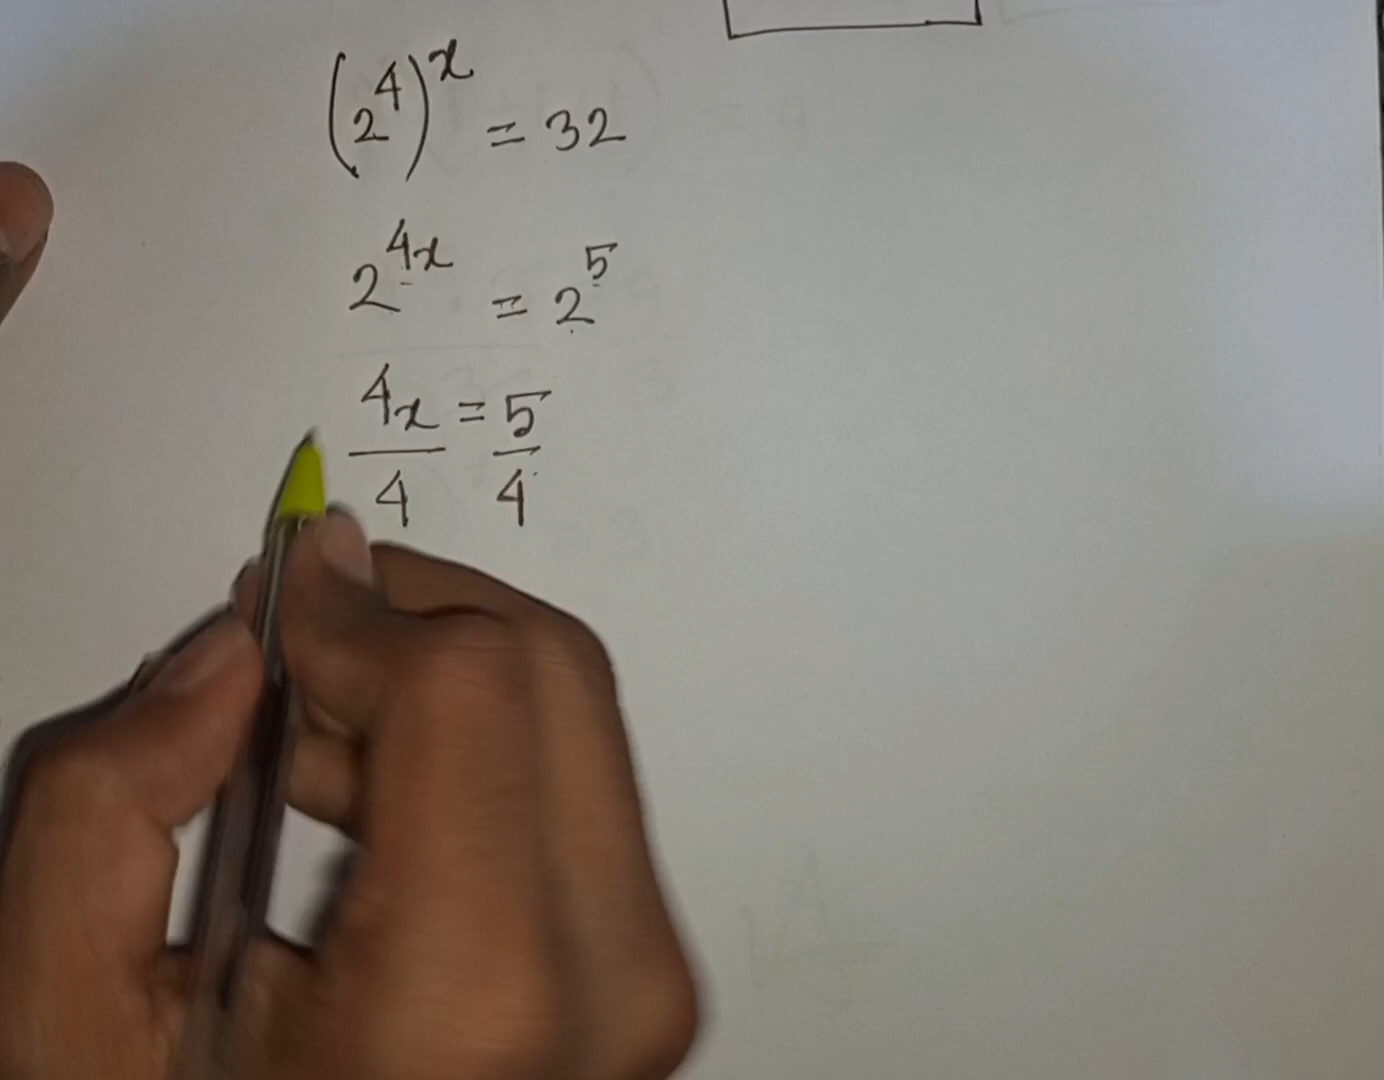 (2^4)^x = 32
2^4x = 2^5
4x/4 = 5/4